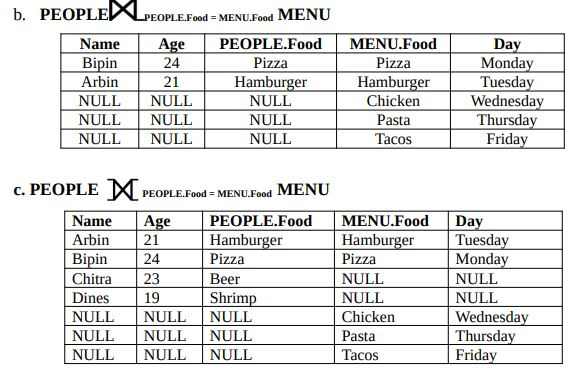 b. PEOPLE⟗PEOPLE.Food = MENU.Food MENU
Name Age PEOPLE.Food MENU.Food Day
Bipin 24 Pizza Pizza Monday
Arbin 21 Hamburger Hamburger Tuesday
NULL NULL NULL Chicken Wednesday
NULL NULL NULL Pasta Thursday
NULL NULL NULL Tacos Friday
c. PEOPLE ⟗ PEOPLE.Food = MENU.Food MENU
Name Age PEOPLE.Food MENU.Food Day
Arbin 21 Hamburger Hamburger Tuesday
Bipin 24 Pizza Pizza Monday
Chitra 23 Beer NULL NULL
Dines 19 Shrimp NULL NULL
NULL NULL NULL Chicken Wednesday
NULL NULL NULL Pasta Thursday
NULL NULL NULL Tacos Friday